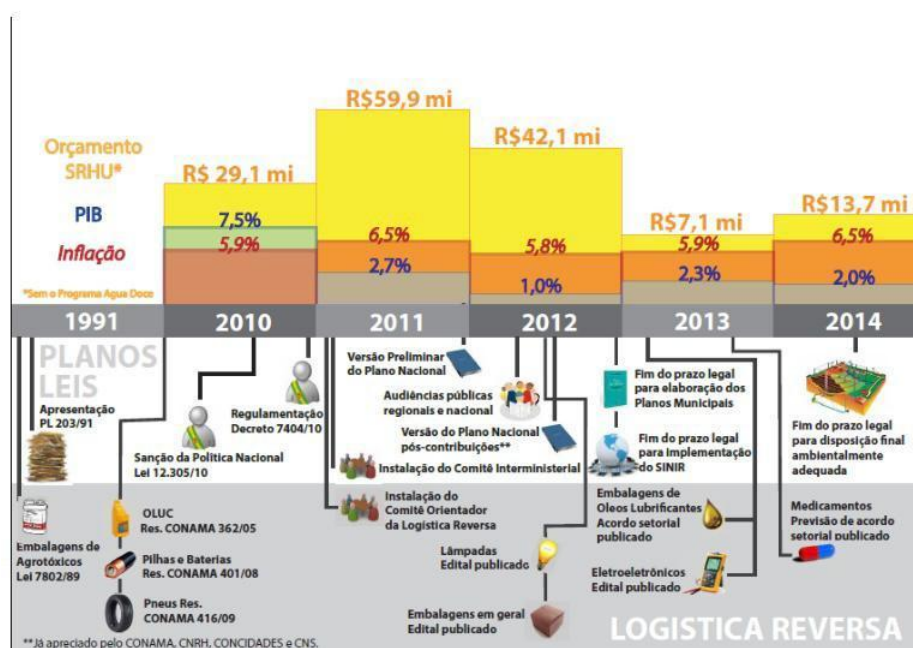 R$59,9 mi
R$42,1 mi
Orçamento
SRHU*
R$ 29,1 mi
R$13,7 mi
R$7,1 mi
PIB
7,5%
Inflação
5,9%
6,5%
5,8%
5,9%
6,5%
2,7%
1,0%
2,3%
2,0%
*Sem o Programa Agua Doce
1991
2010
2011
2012
2013
2014
PLANOS
LEIS
Apresentação
PL 203/91
Sanção da Politica Nacional
Lei 12.305/10
Regulamentação
Decreto 7404/10
Versão Preliminar
do Plano Nacional
Audiências públicas
regionais e nacional
Versão do Plano Nacional
pós-contribuições**
Instalação do Comitê Interministerial
Fim do prazo legal
para elaboração dos
Planos Municipais
Fim do prazo legal
para implementação
do SINIR
Fim do prazo legal
para disposição final
ambientalmente
adequada
Embalagens de
Agrotóxicos
Lei 7802/89
OLUC
Res. CONAMA 362/05
Pilhas e Baterias
Res. CONAMA 401/08
Pneus Res.
CONAMA 416/09
Instalação do
Comitê Orientador
da Logística Reversa
Lâmpadas
Edital publicado
Embalagens em geral
Edital publicado
Embalagens de
Oleos Lubrificantes
Acordo setorial
publicado
Eletroeletrônicos
Edital publicado
Medicamentos
Previsão de acordo
setorial publicado
LOGISTICA REVERSA
**Já apreciado pelo CONAMA, CNRH, CONCIDADES e CNS.